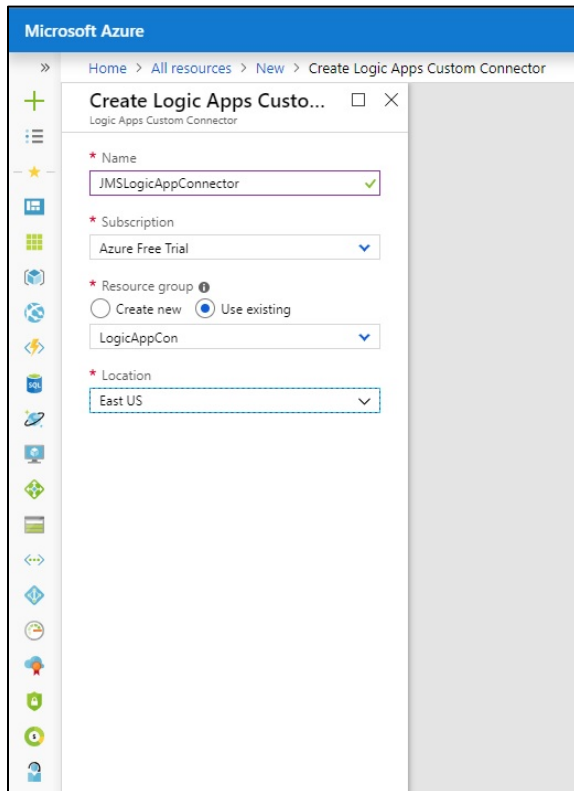 Microsoft Azure
Home > All resources > New > Create Logic Apps Custom Connector
Create Logic Apps Custo...
Logic Apps Custom Connector
* Name
JMSLogicAppConnector
* Subscription
Azure Free Trial
* Resource group
Create new Use existing
LogicAppCon
* Location
East US
SQL